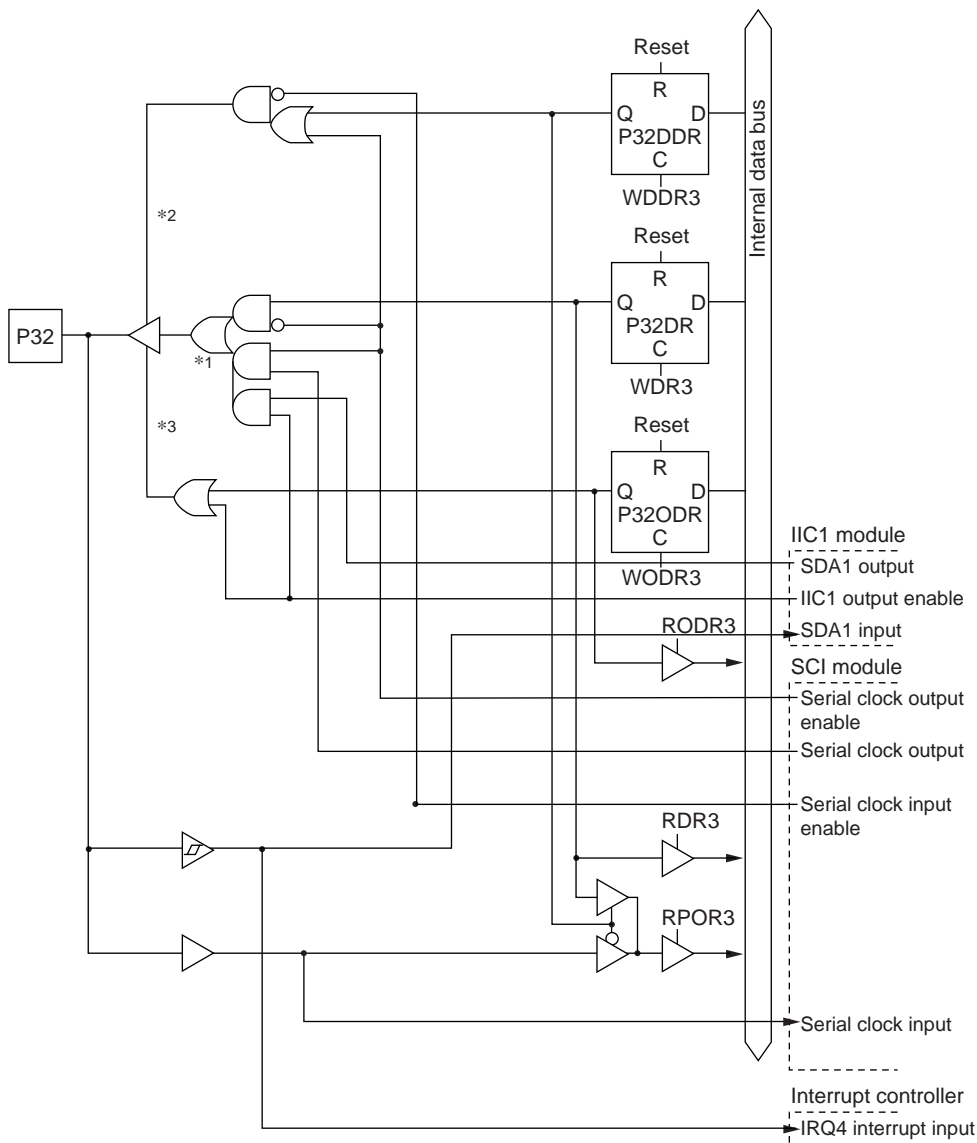 Reset
R
Q D
P32DDR
C
WDDR3
Internal data bus
*2
Reset
R
Q D
P32DR
C
WDR3
P32
*1
*3
Reset
R
Q D
P32ODR
C
WODR3
IIC1 module
SDA1 output
IIC1 output enable
SDA1 input
RODR3
SCI module
Serial clock output
enable
Serial clock output
Serial clock input
enable
RDR3
RPOR3
Serial clock input
Interrupt controller
IRQ4 interrupt input